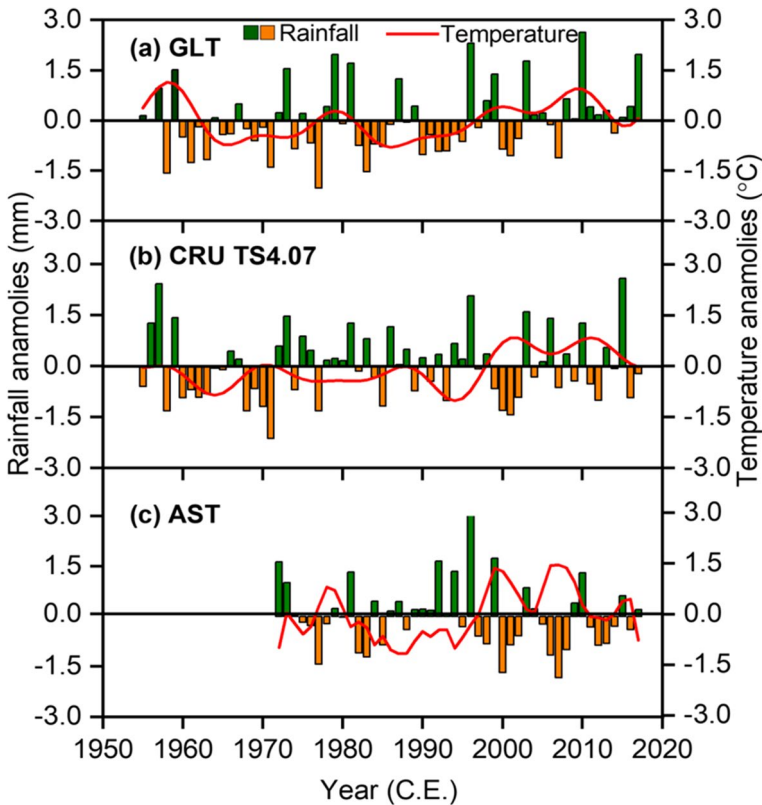 Rainfall Temperature
(a) GLT
3.0 3.0
1.5 1.5
0.0 0.0
-1.5 -1.5
-3.0 -3.0
(b) CRU TS4.07
3.0 3.0
1.5 1.5
0.0 0.0
-1.5 -1.5
-3.0 -3.0
(c) AST
3.0 3.0
1.5 1.5
0.0 0.0
-1.5 -1.5
-3.0 -3.0
Rainfall anamolies (mm)
Temperature anamolies (°C)
1950 1960 1970 1980 1990 2000 2010 2020
Year (C.E.)